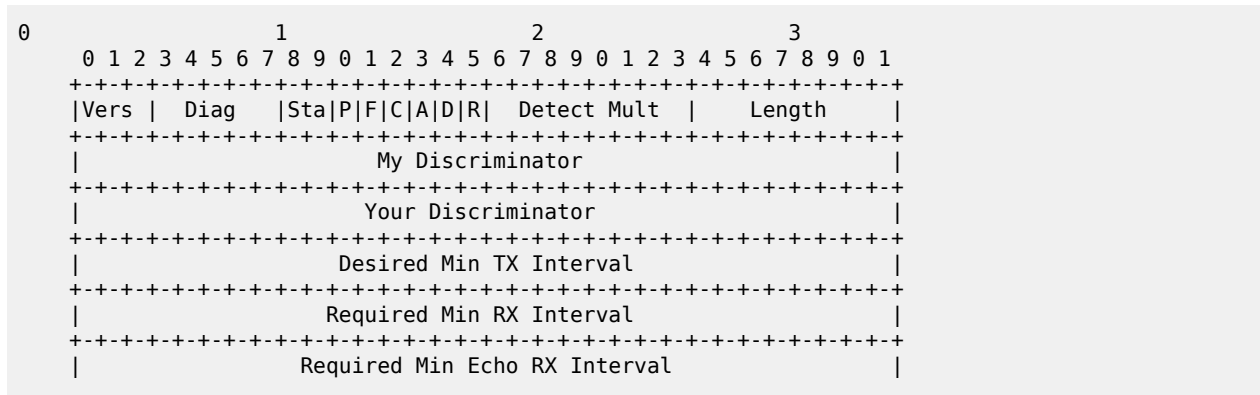 0                   1                   2                   3
     0 1 2 3 4 5 6 7 8 9 0 1 2 3 4 5 6 7 8 9 0 1 2 3 4 5 6 7 8 9 0 1
    +-+-+-+-+-+-+-+-+-+-+-+-+-+-+-+-+-+-+-+-+-+-+-+-+-+-+-+-+-+-+-+-+
    |Vers |  Diag   |Sta|P|F|C|A|D|R|  Detect Mult  |    Length     |
    +-+-+-+-+-+-+-+-+-+-+-+-+-+-+-+-+-+-+-+-+-+-+-+-+-+-+-+-+-+-+-+-+
    |                       My Discriminator                        |
    +-+-+-+-+-+-+-+-+-+-+-+-+-+-+-+-+-+-+-+-+-+-+-+-+-+-+-+-+-+-+-+-+
    |                      Your Discriminator                       |
    +-+-+-+-+-+-+-+-+-+-+-+-+-+-+-+-+-+-+-+-+-+-+-+-+-+-+-+-+-+-+-+-+
    |                    Desired Min TX Interval                    |
    +-+-+-+-+-+-+-+-+-+-+-+-+-+-+-+-+-+-+-+-+-+-+-+-+-+-+-+-+-+-+-+-+
    |                   Required Min RX Interval                    |
    +-+-+-+-+-+-+-+-+-+-+-+-+-+-+-+-+-+-+-+-+-+-+-+-+-+-+-+-+-+-+-+-+
    |                 Required Min Echo RX Interval                 |